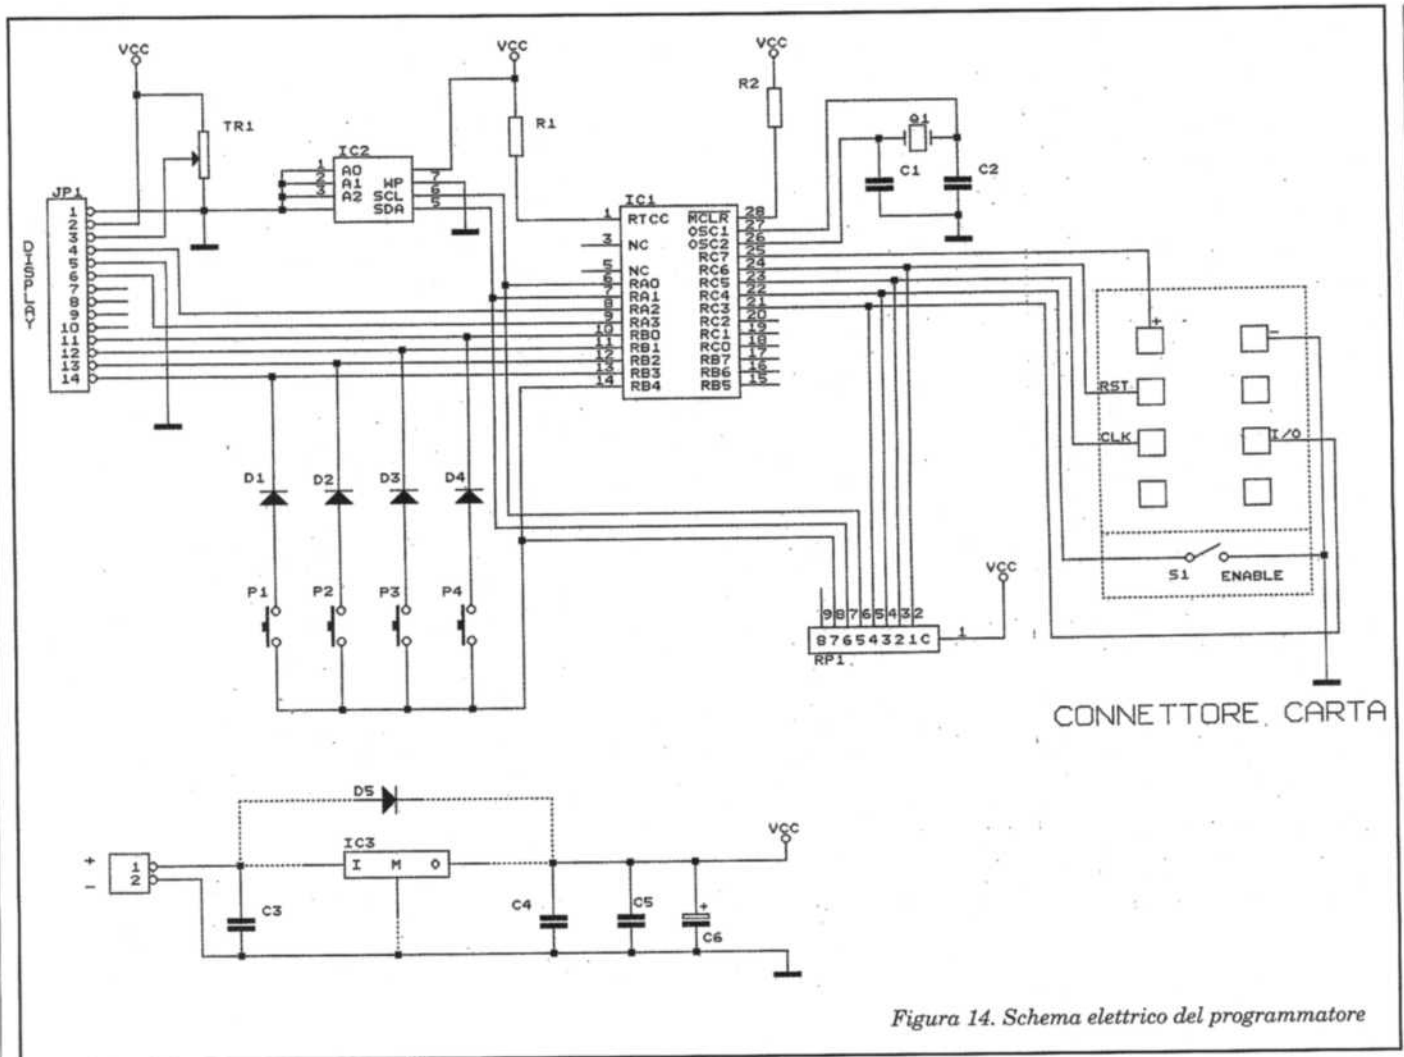 VCC
VCC
VCC
TR1
IC2
1 A0
2 A1
3 A2
WP 7
SCL 6
SDA 5
R1
R2
Q1
C1
C2
JP1
DISPLAY
1
2
3
4
5
6
7
8
9
10
11
12
13
14
IC1
1 RTCC
3 NC
5 NC
6 RA0
7 RA1
8 RA2
9 RA3
10 RB0
11 RB1
12 RB2
13 RB3
14 RB4
MCLR 28
OSC1 27
OSC2 26
RC7 25
RC6 24
RC5 23
RC4 22
RC3 21
RC2 20
RC1 19
RC0 18
RB7 17
RB6 16
RB5 15
+
-
RST
CLK
I/O
S1 ENABLE
D1
D2
D3
D4
P1
P2
P3
P4
VCC
98765432
87654321C
1
RP1
CONNETTORE CARTA
D5
IC3
I M O
+
-
1
2
C3
C4
C5
+
C6
VCC
Figura 14. Schema elettrico del programmatore